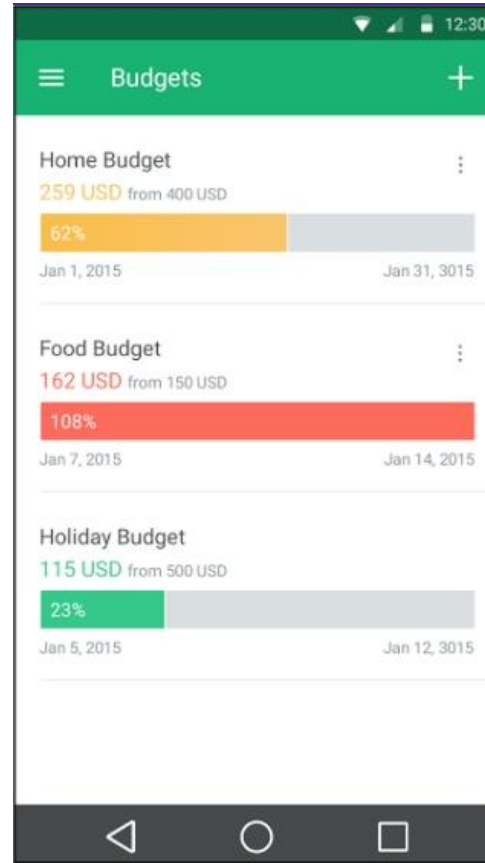 12:30
Budgets
Home Budget
259 USD from 400 USD
62%
Jan 1, 2015 Jan 31, 3015
Food Budget
162 USD from 150 USD
108%
Jan 7, 2015 Jan 14, 2015
Holiday Budget
115 USD from 500 USD
23%
Jan 5, 2015 Jan 12, 3015